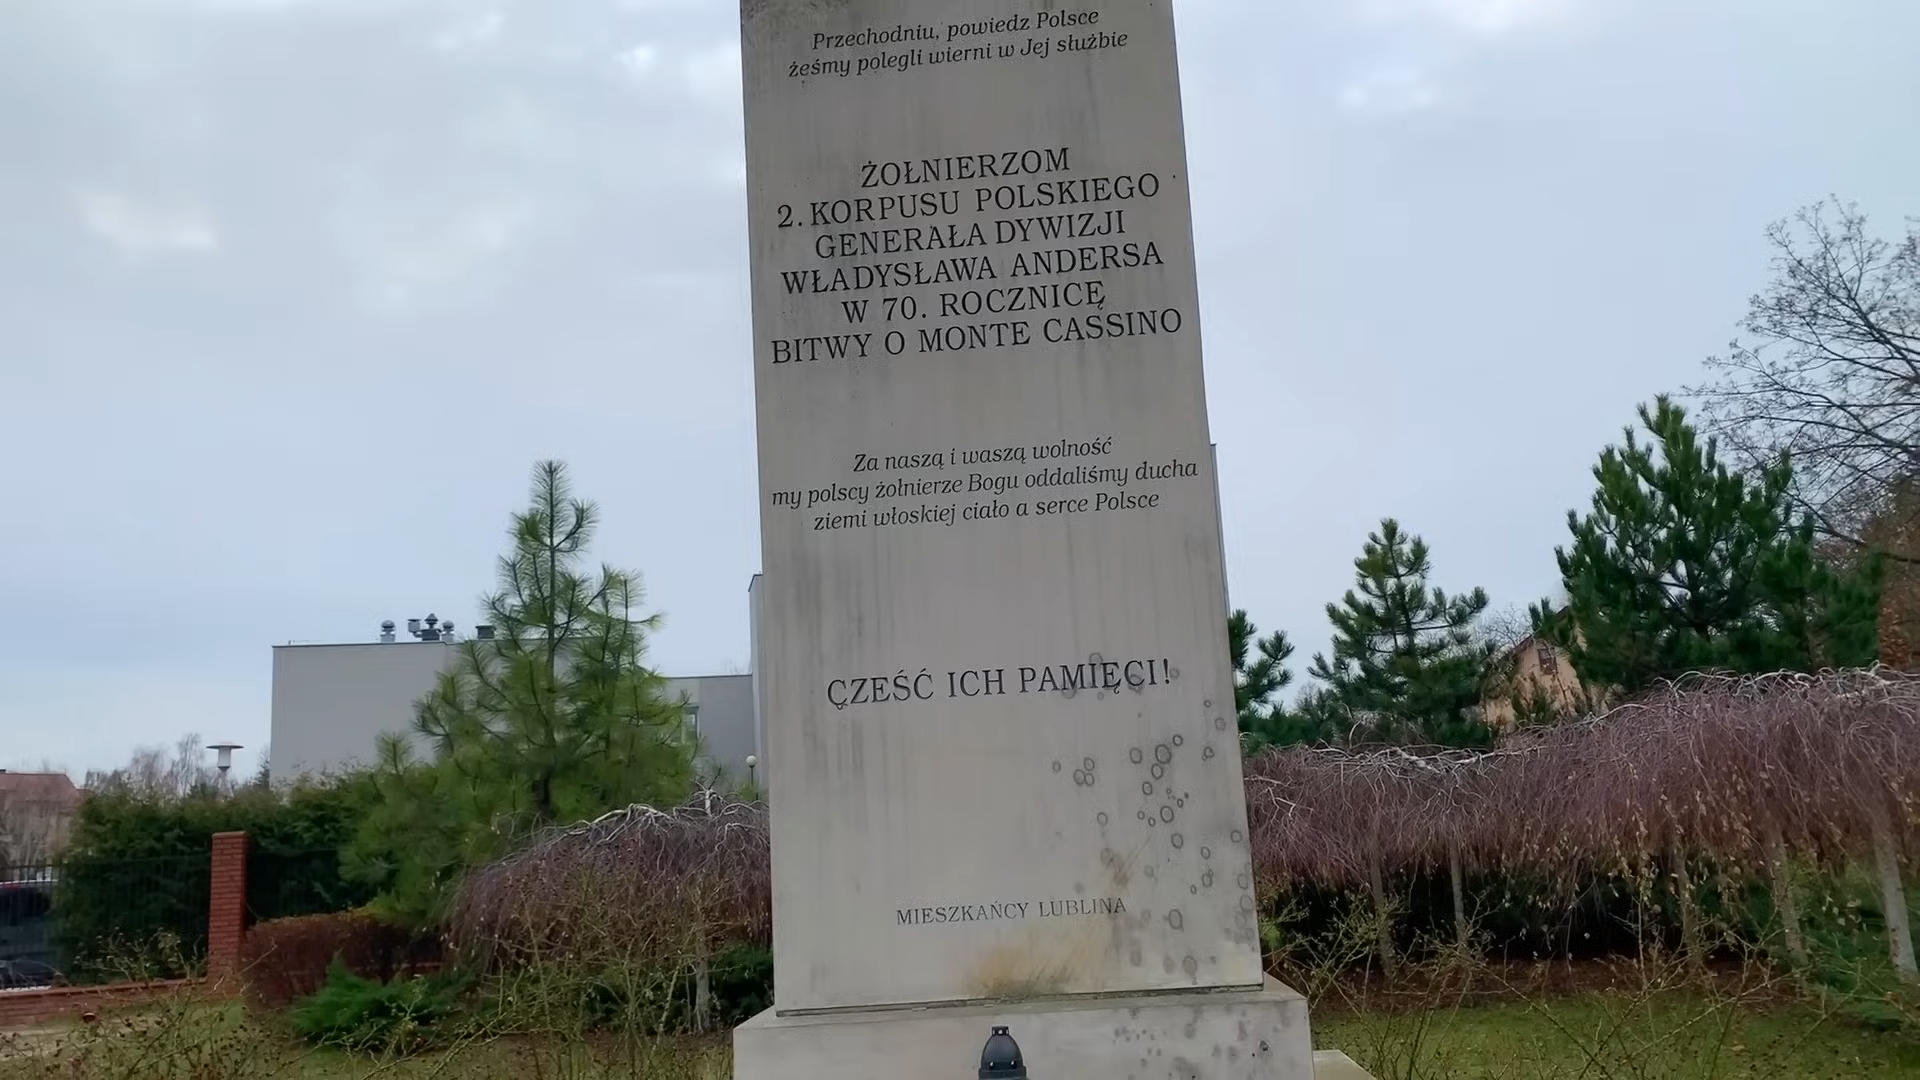 Przechodniu, powiedz Polsce
żeśmy polegli wierni w Jej służbie
ŻOŁNIERZOM
2. KORPUSU POLSKIEGO
GENERAŁA DYWIZJI
WŁADYSŁAWA ANDERSA
W 70. ROCZNICĘ
BITWY O MONTE CASSINO
Za naszą i waszą wolność
my polscy żołnierze Bogu oddaliśmy ducha
ziemi włoskiej ciało a serce Polsce
CZEŚĆ ICH PAMIĘCI!
MIESZKAŃCY LUBLINA